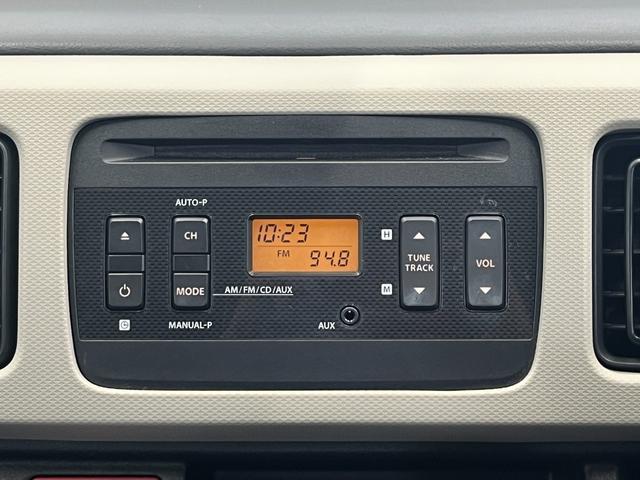 AUTO-P
CH
MODE
MANUAL-P
C
10:23
FM 94.8
AM/FM/CD/AUX
AUX
H
M
TUNE
TRACK
VOL